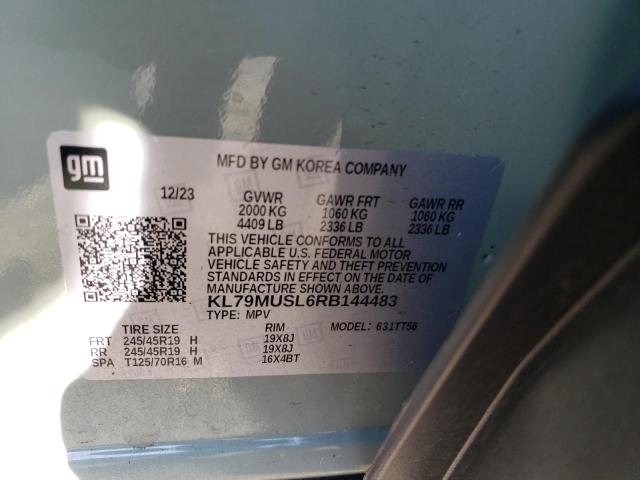 gm
MFD BY GM KOREA COMPANY
12/23 GVWR GAWR FRT GAWR RR
2000 KG 1060 KG 1060 KG
4409 LB 2336 LB 2336 LB
THIS VEHICLE CONFORMS TO ALL
APPLICABLE U.S. FEDERAL MOTOR
VEHICLE SAFETY AND THEFT PREVENTION
STANDARDS IN EFFECT ON THE DATE OF
MANUFACTURE SHOWN ABOVE.
KL79MUSL6RB144483
TYPE: MPV MODEL: 631TT56
TIRE SIZE RIM
FRT 245/45R19 H 19X8J
RR 245/45R19 H 19X8J
SPA T125/70R16 M 16X4BT